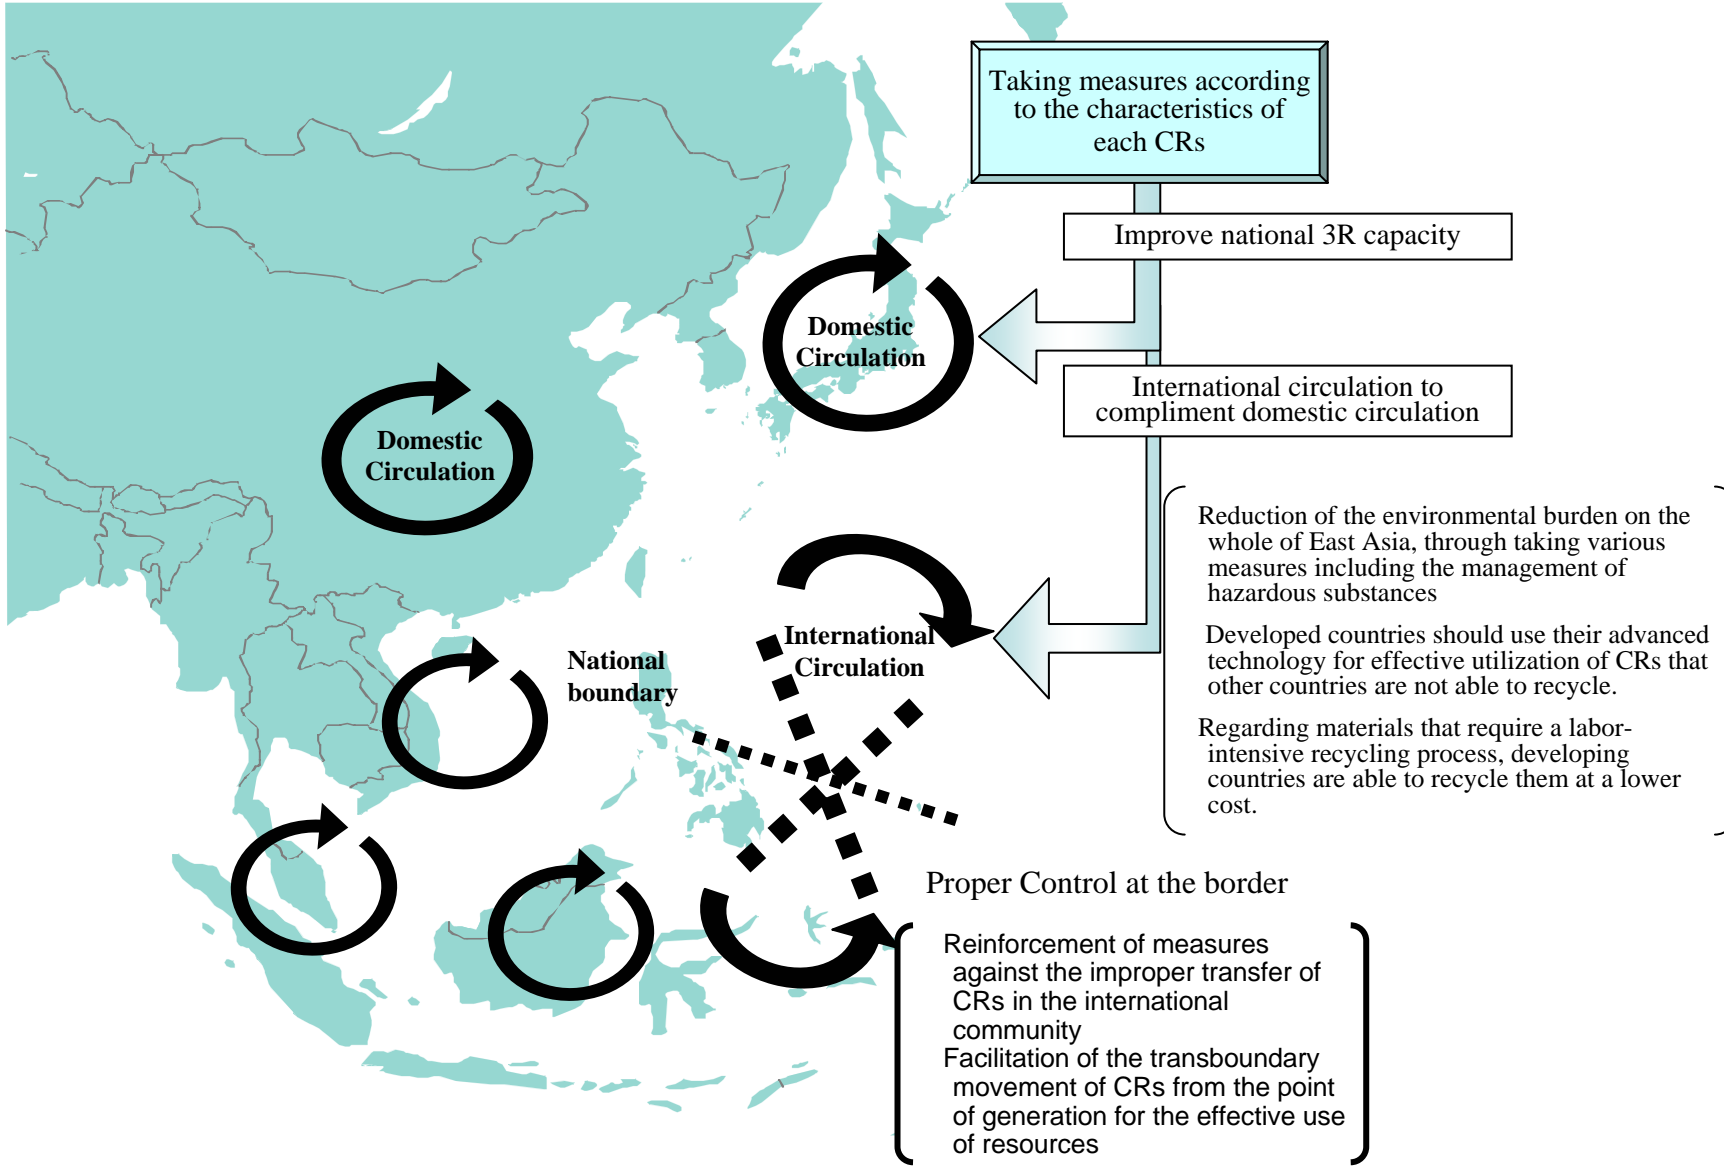 Taking measures according
to the characteristics of
each CRs
Improve national 3R capacity
Domestic
Circulation
International circulation to
compliment domestic circulation
Domestic
Circulation
Reduction of the environmental burden on the
whole of East Asia, through taking various
measures including the management of
hazardous substances
Developed countries should use their advanced
technology for effective utilization of CRs that
other countries are not able to recycle.
Regarding materials that require a labor-
intensive recycling process, developing
countries are able to recycle them at a lower
cost.
International
Circulation
National
boundary
Proper Control at the border
Reinforcement of measures
against the improper transfer of
CRs in the international
community
Facilitation of the transboundary
movement of CRs from the point
of generation for the effective use
of resources